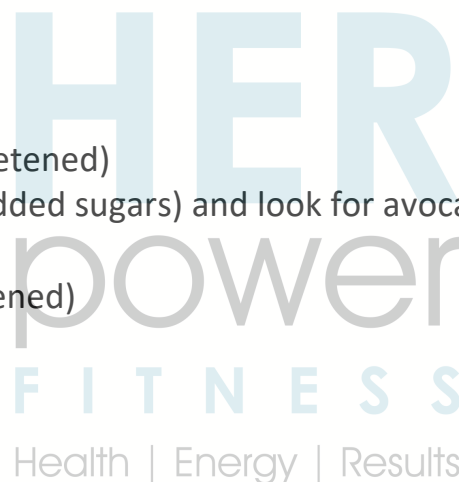 HER
etened)
dded sugars) and look for avoca
power
ened)
FITNESS
Health | Energy | Results